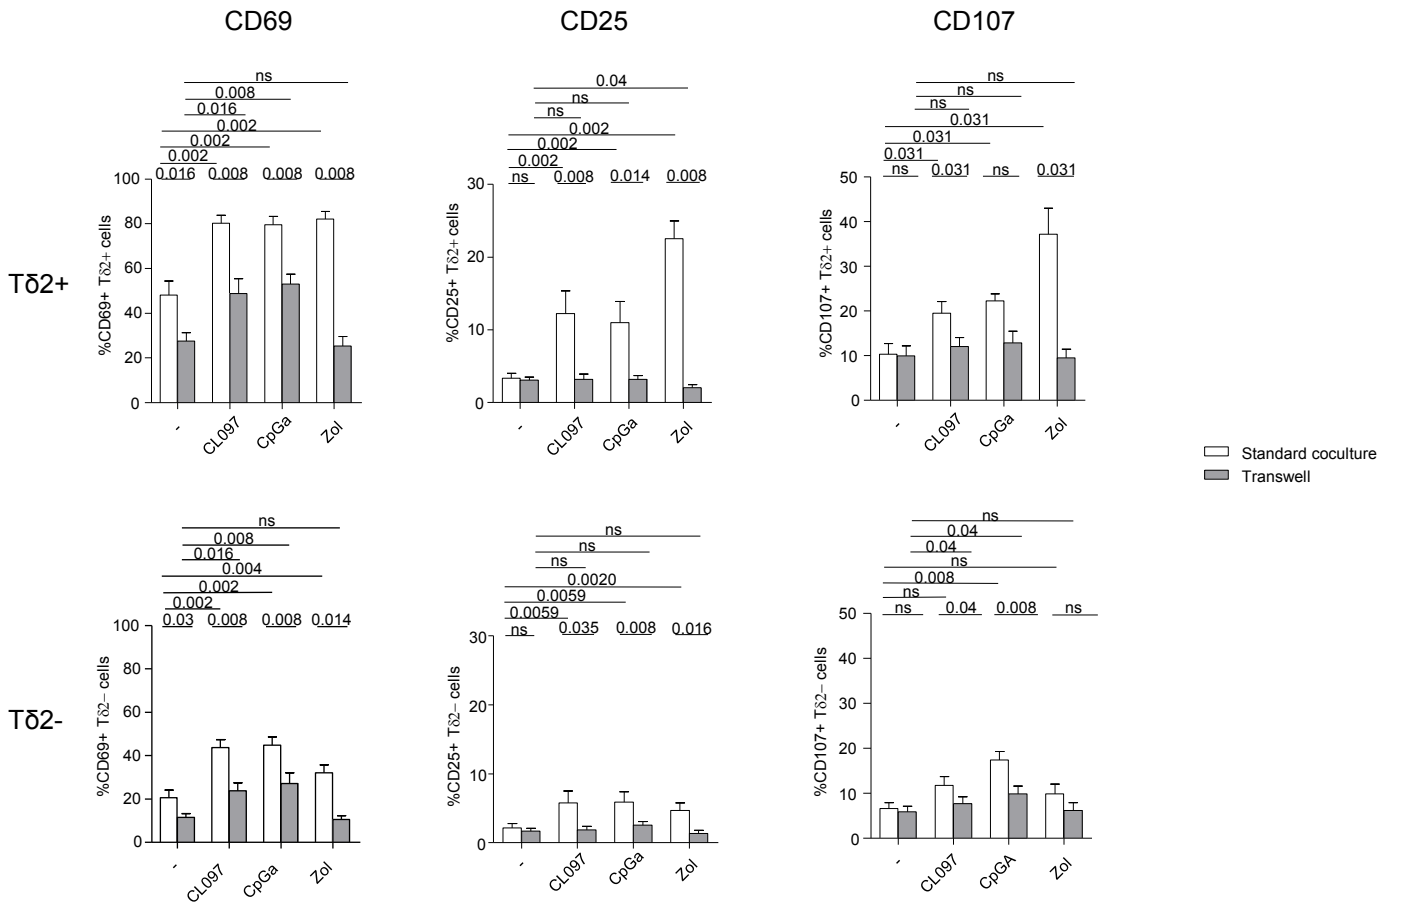 CD69
CD25
CD107
Tδ2+
ns
0.008
0.016
0.002
0.002
0.002
0.016 0.008 0.008 0.008
%CD69+ Tδ2+ cells
100
80
60
40
20
0
- CL097 CpGa Zol
0.04
ns
ns
0.002
0.002
0.002
ns 0.008 0.014 0.008
%CD25+ Tδ2+ cells
30
20
10
0
- CL097 CpGa Zol
ns
ns
ns
0.031
0.031
0.031
ns 0.031 ns 0.031
%CD107+ Tδ2+ cells
50
40
30
20
10
0
- CL097 CpGa Zol
Standard coculture
Transwell
Tδ2-
ns
0.008
0.016
0.004
0.002
0.002
0.03 0.008 0.008 0.014
%CD69+ Tδ2− cells
100
80
60
40
20
0
- CL097 CpGa Zol
ns
ns
ns
0.0020
0.0059
0.0059
ns 0.035 0.008 0.016
%CD25+ Tδ2− cells
30
20
10
0
- CL097 CpGa Zol
ns
0.04
0.04
ns
0.008
ns
ns 0.04 0.008 ns
%CD107+ Tδ2− cells
50
40
30
20
10
0
- CL097 CpGA Zol